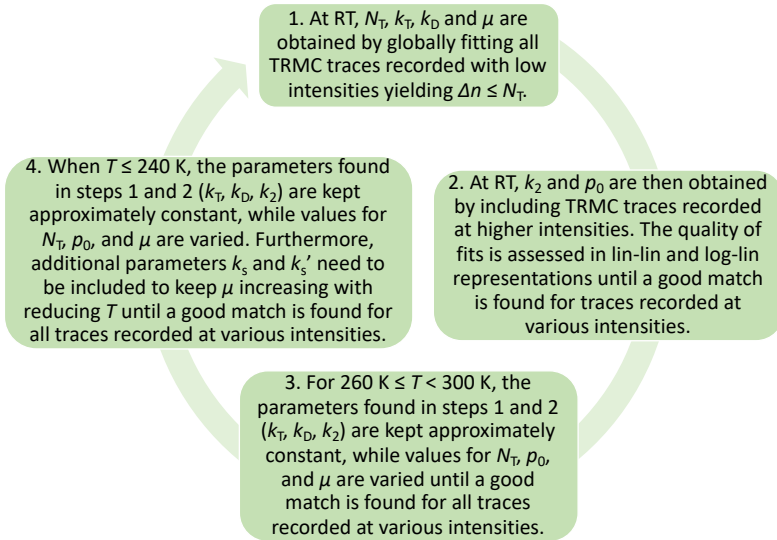 1. At RT, N_T, k_T, k_D and μ are
obtained by globally fitting all
TRMC traces recorded with low
intensities yielding Δn ≤ N_T.
2. At RT, k_2 and p_0 are then obtained
by including TRMC traces recorded
at higher intensities. The quality of
fits is assessed in lin-lin and log-lin
representations until a good match
is found for traces recorded at
various intensities.
3. For 260 K ≤ T < 300 K, the
parameters found in steps 1 and 2
(k_T, k_D, k_2) are kept approximately
constant, while values for N_T, p_0,
and μ are varied until a good
match is found for all traces
recorded at various intensities.
4. When T ≤ 240 K, the parameters found
in steps 1 and 2 (k_T, k_D, k_2) are kept
approximately constant, while values for
N_T, p_0, and μ are varied. Furthermore,
additional parameters k_s and k_s’ need to
be included to keep μ increasing with
reducing T until a good match is found for
all traces recorded at various intensities.